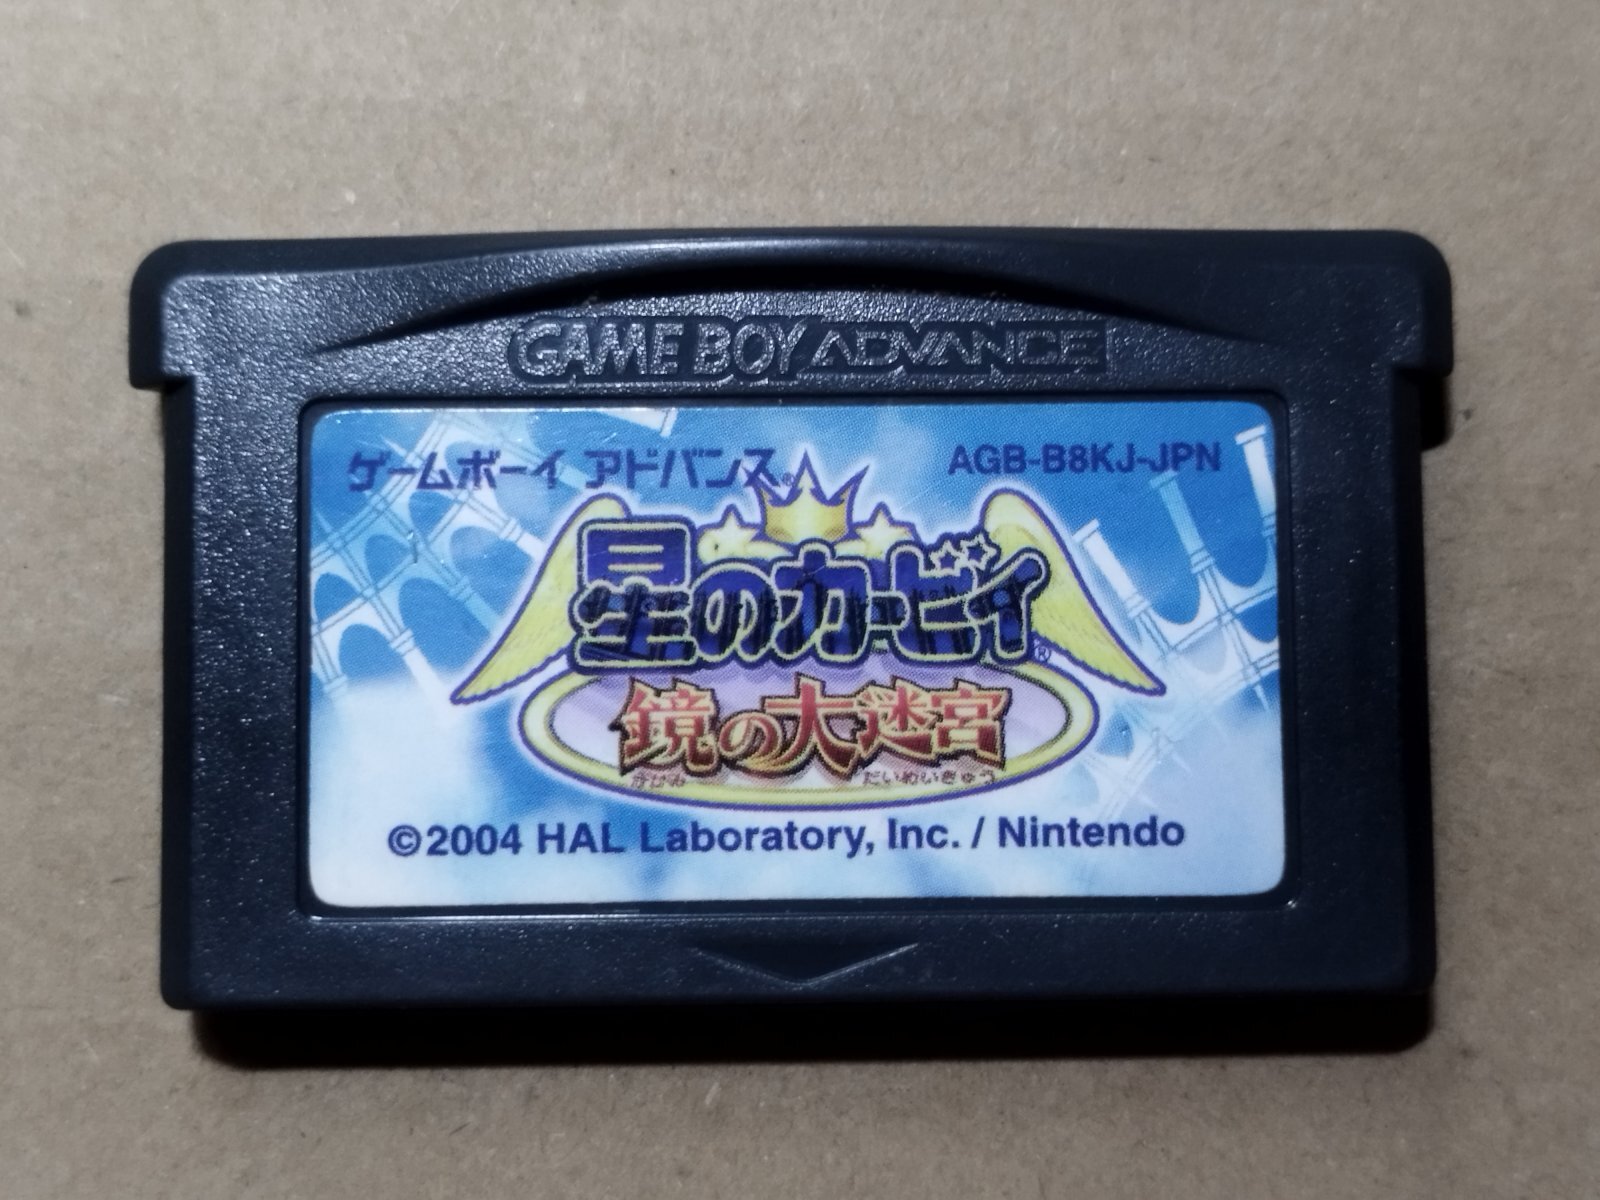 GAME BOY ADVANCE
ゲームボーイ アドバンス® AGB-B8KJ-JPN
星のカービィ®
鏡の大迷宮
かがみ だいめいきゅう
©2004 HAL Laboratory, Inc. / Nintendo